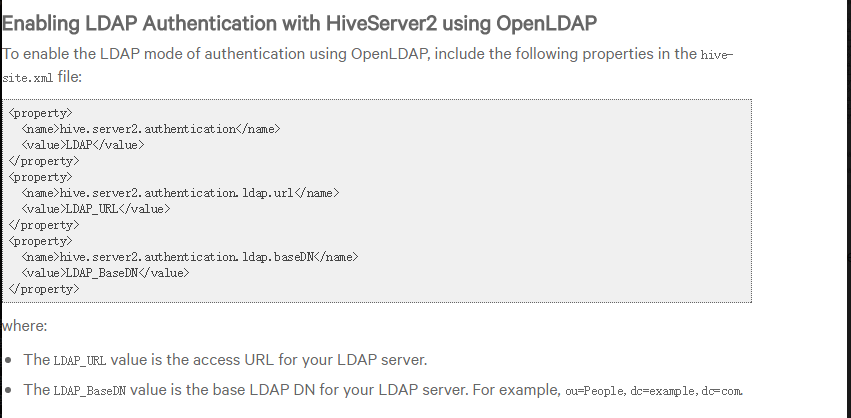 Enabling LDAP Authentication with HiveServer2 using OpenLDAP
To enable the LDAP mode of authentication using OpenLDAP, include the following properties in the hive-
site.xml file:
<property>
  <name>hive.server2.authentication</name>
  <value>LDAP</value>
</property>
<property>
  <name>hive.server2.authentication.ldap.url</name>
  <value>LDAP_URL</value>
</property>
<property>
  <name>hive.server2.authentication.ldap.baseDN</name>
  <value>LDAP_BaseDN</value>
</property>
where:
• The LDAP_URL value is the access URL for your LDAP server.
• The LDAP_BaseDN value is the base LDAP DN for your LDAP server. For example, ou=People,dc=example,dc=com.